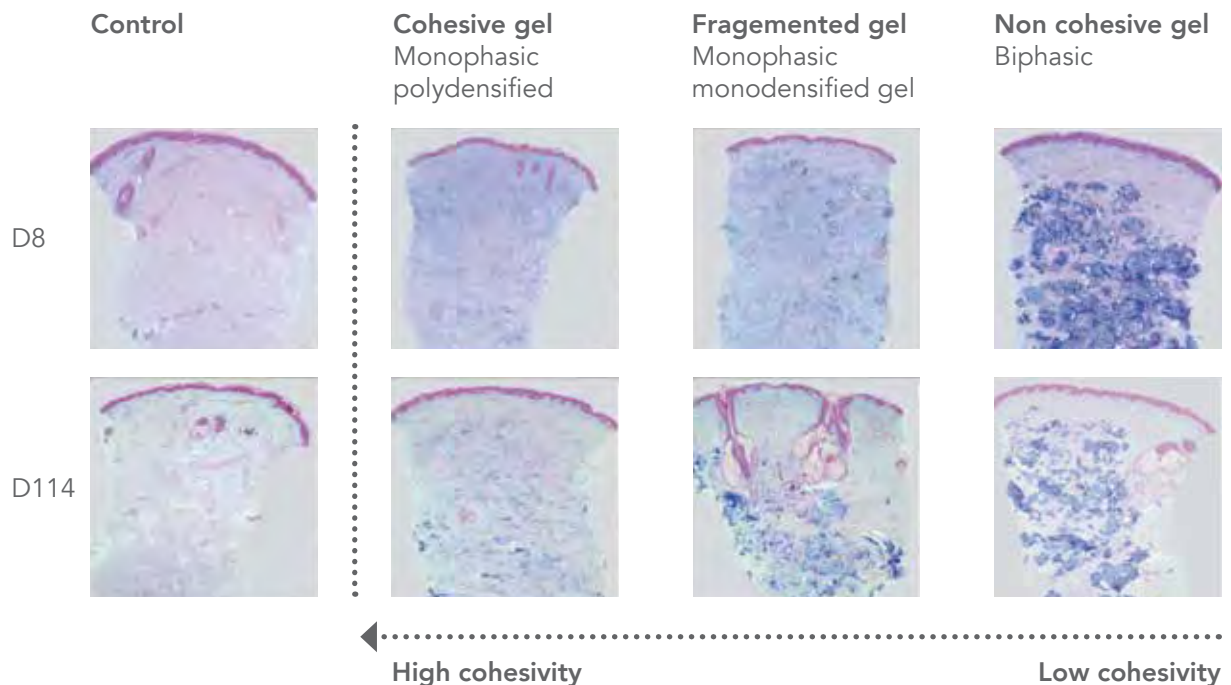 Control
Cohesive gel
Monophasic
polydensified
Fragemented gel
Monophasic
monodensified gel
Non cohesive gel
Biphasic
D8
D114
High cohesivity
Low cohesivity